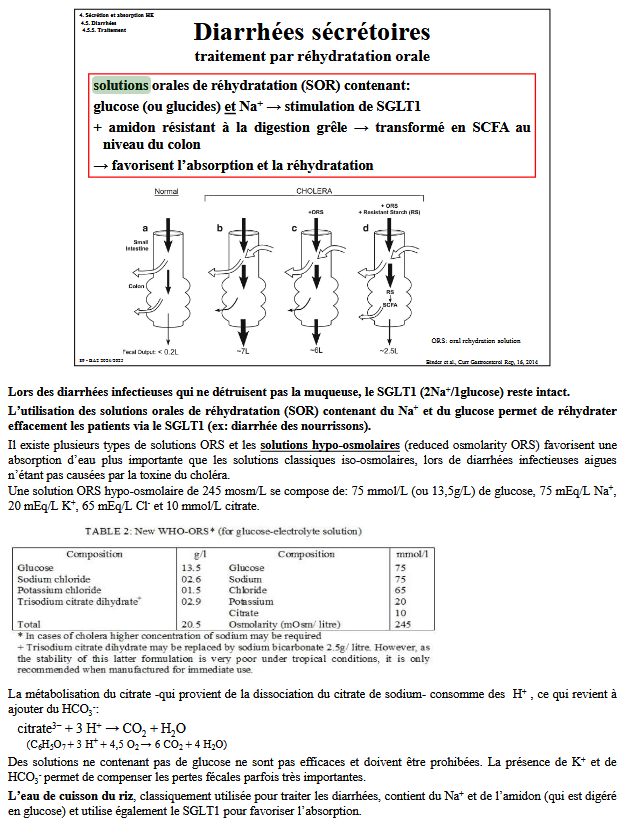 4. Sécrétion et absorption HE
4.5. Diarrhées
4.5.5. Traitement
Diarrhées sécrétoires
traitement par réhydratation orale
solutions orales de réhydratation (SOR) contenant:
glucose (ou glucides) et Na⁺ → stimulation de SGLT1
+ amidon résistant à la digestion grêle → transformé en SCFA au
niveau du colon
→ favorisent l'absorption et la réhydratation
Normal
CHOLERA
+ORS
+ ORS
+ Resistant Starch (RS)
a
b
c
d
Small
Intestine
Colon
RS
SCFA
Fecal Output: < 0.2L
~7L
~6L
~2.5L
ORS: oral rehydration solution
2021/2022
Binder et al., Curr Gastroenterol Rep, 16, 2014
Lors des diarrhées infectieuses qui ne détruisent pas la muqueuse, le SGLT1 (2Na⁺/1glucose) reste intact.
L'utilisation des solutions orales de réhydratation (SOR) contenant du Na⁺ et du glucose permet de réhydrater
effacement les patients via le SGLT1 (ex: diarrhée des nourrissons).
Il existe plusieurs types de solutions ORS et les solutions hypo-osmolaires (reduced osmolarity ORS) favorisent une
absorption d'eau plus importante que les solutions classiques iso-osmolaires, lors de diarrhées infectieuses aigues
n'étant pas causées par la toxine du choléra.
Une solution ORS hypo-osmolaire de 245 mosm/L se compose de: 75 mmol/L (ou 13,5g/L) de glucose, 75 mEq/L Na⁺,
20 mEq/L K⁺, 65 mEq/L Cl⁻ et 10 mmol/L citrate.
TABLE 2: New WHO-ORS* (for glucose-electrolyte solution)
Composition g/l Composition mmol/l
Glucose 13.5 Glucose 75
Sodium chloride 02.6 Sodium 75
Potassium chloride 01.5 Chloride 65
Trisodium citrate dihydrate⁺ 02.9 Potassium 20
Citrate 10
Total 20.5 Osmolarity (mOsm/ litre) 245
* In cases of cholera higher concentration of sodium may be required
+ Trisodium citrate dihydrate may be replaced by sodium bicarbonate 2.5g/ litre. However, as
the stability of this latter formulation is very poor under tropical conditions, it is only
recommended when manufactured for immediate use.
La métabolisation du citrate -qui provient de la dissociation du citrate de sodium- consomme des H⁺ , ce qui revient à
ajouter du HCO₃⁻:
citrate³⁻ + 3 H⁺ → CO₂ + H₂O
(C₆H₅O₇ + 3 H⁺ + 4,5 O₂ → 6 CO₂ + 4 H₂O)
Des solutions ne contenant pas de glucose ne sont pas efficaces et doivent être prohibées. La présence de K⁺ et de
HCO₃⁻ permet de compenser les pertes fécales parfois très importantes.
L'eau de cuisson du riz, classiquement utilisée pour traiter les diarrhées, contient du Na⁺ et de l'amidon (qui est digéré
en glucose) et utilise également le SGLT1 pour favoriser l'absorption.